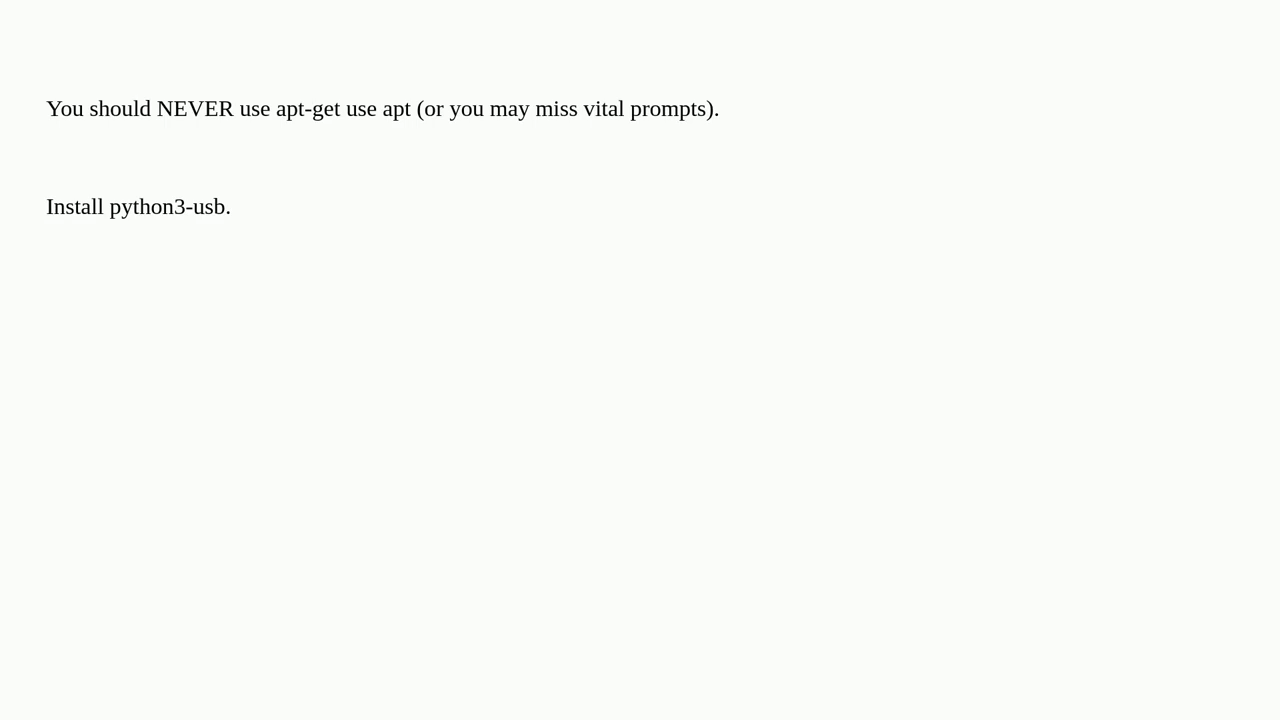 You should NEVER use apt-get use apt (or you may miss vital prompts).
Install python3-usb.